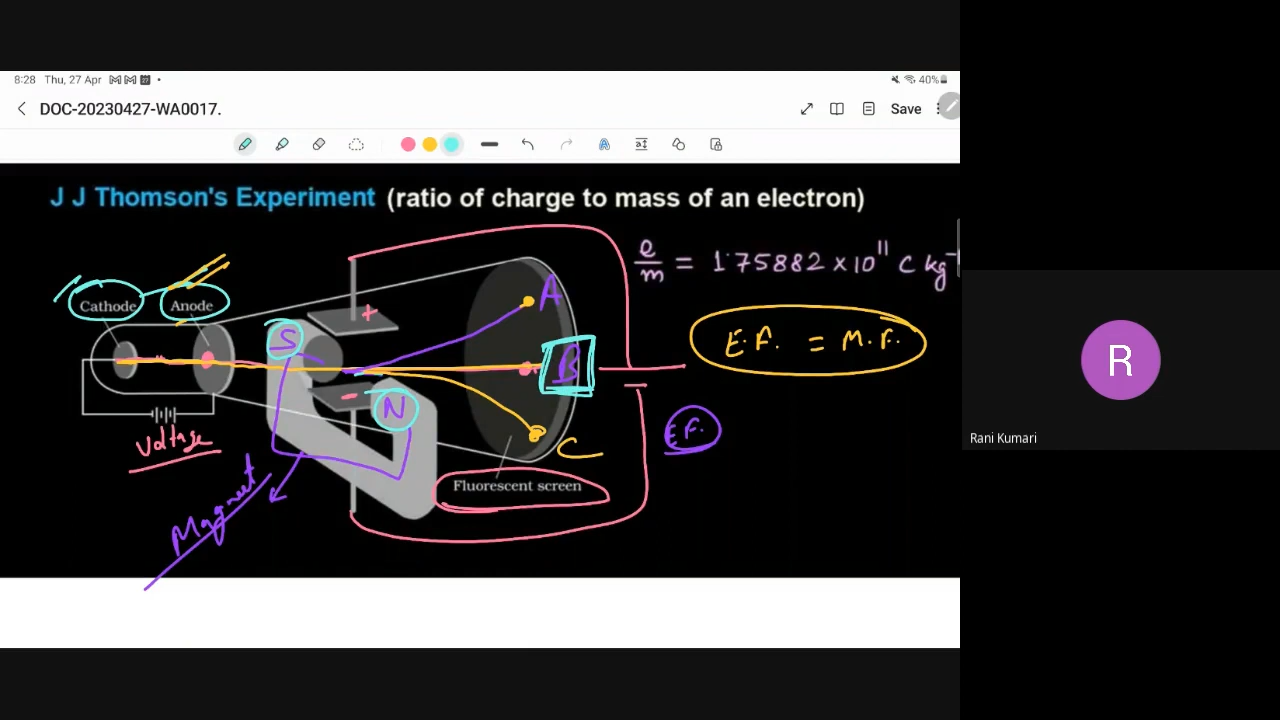 8:28 Thu, 27 Apr
40%
DOC-20230427-WA0017.
Save
J J Thomson's Experiment (ratio of charge to mass of an electron)
e/m = 1.75882 × 10¹¹ C kg⁻
Cathode
Anode
+
A
S
B
E.F. = M.F.
-
N
E.F.
voltage
C
Fluorescent screen
Magnet
R
Rani Kumari